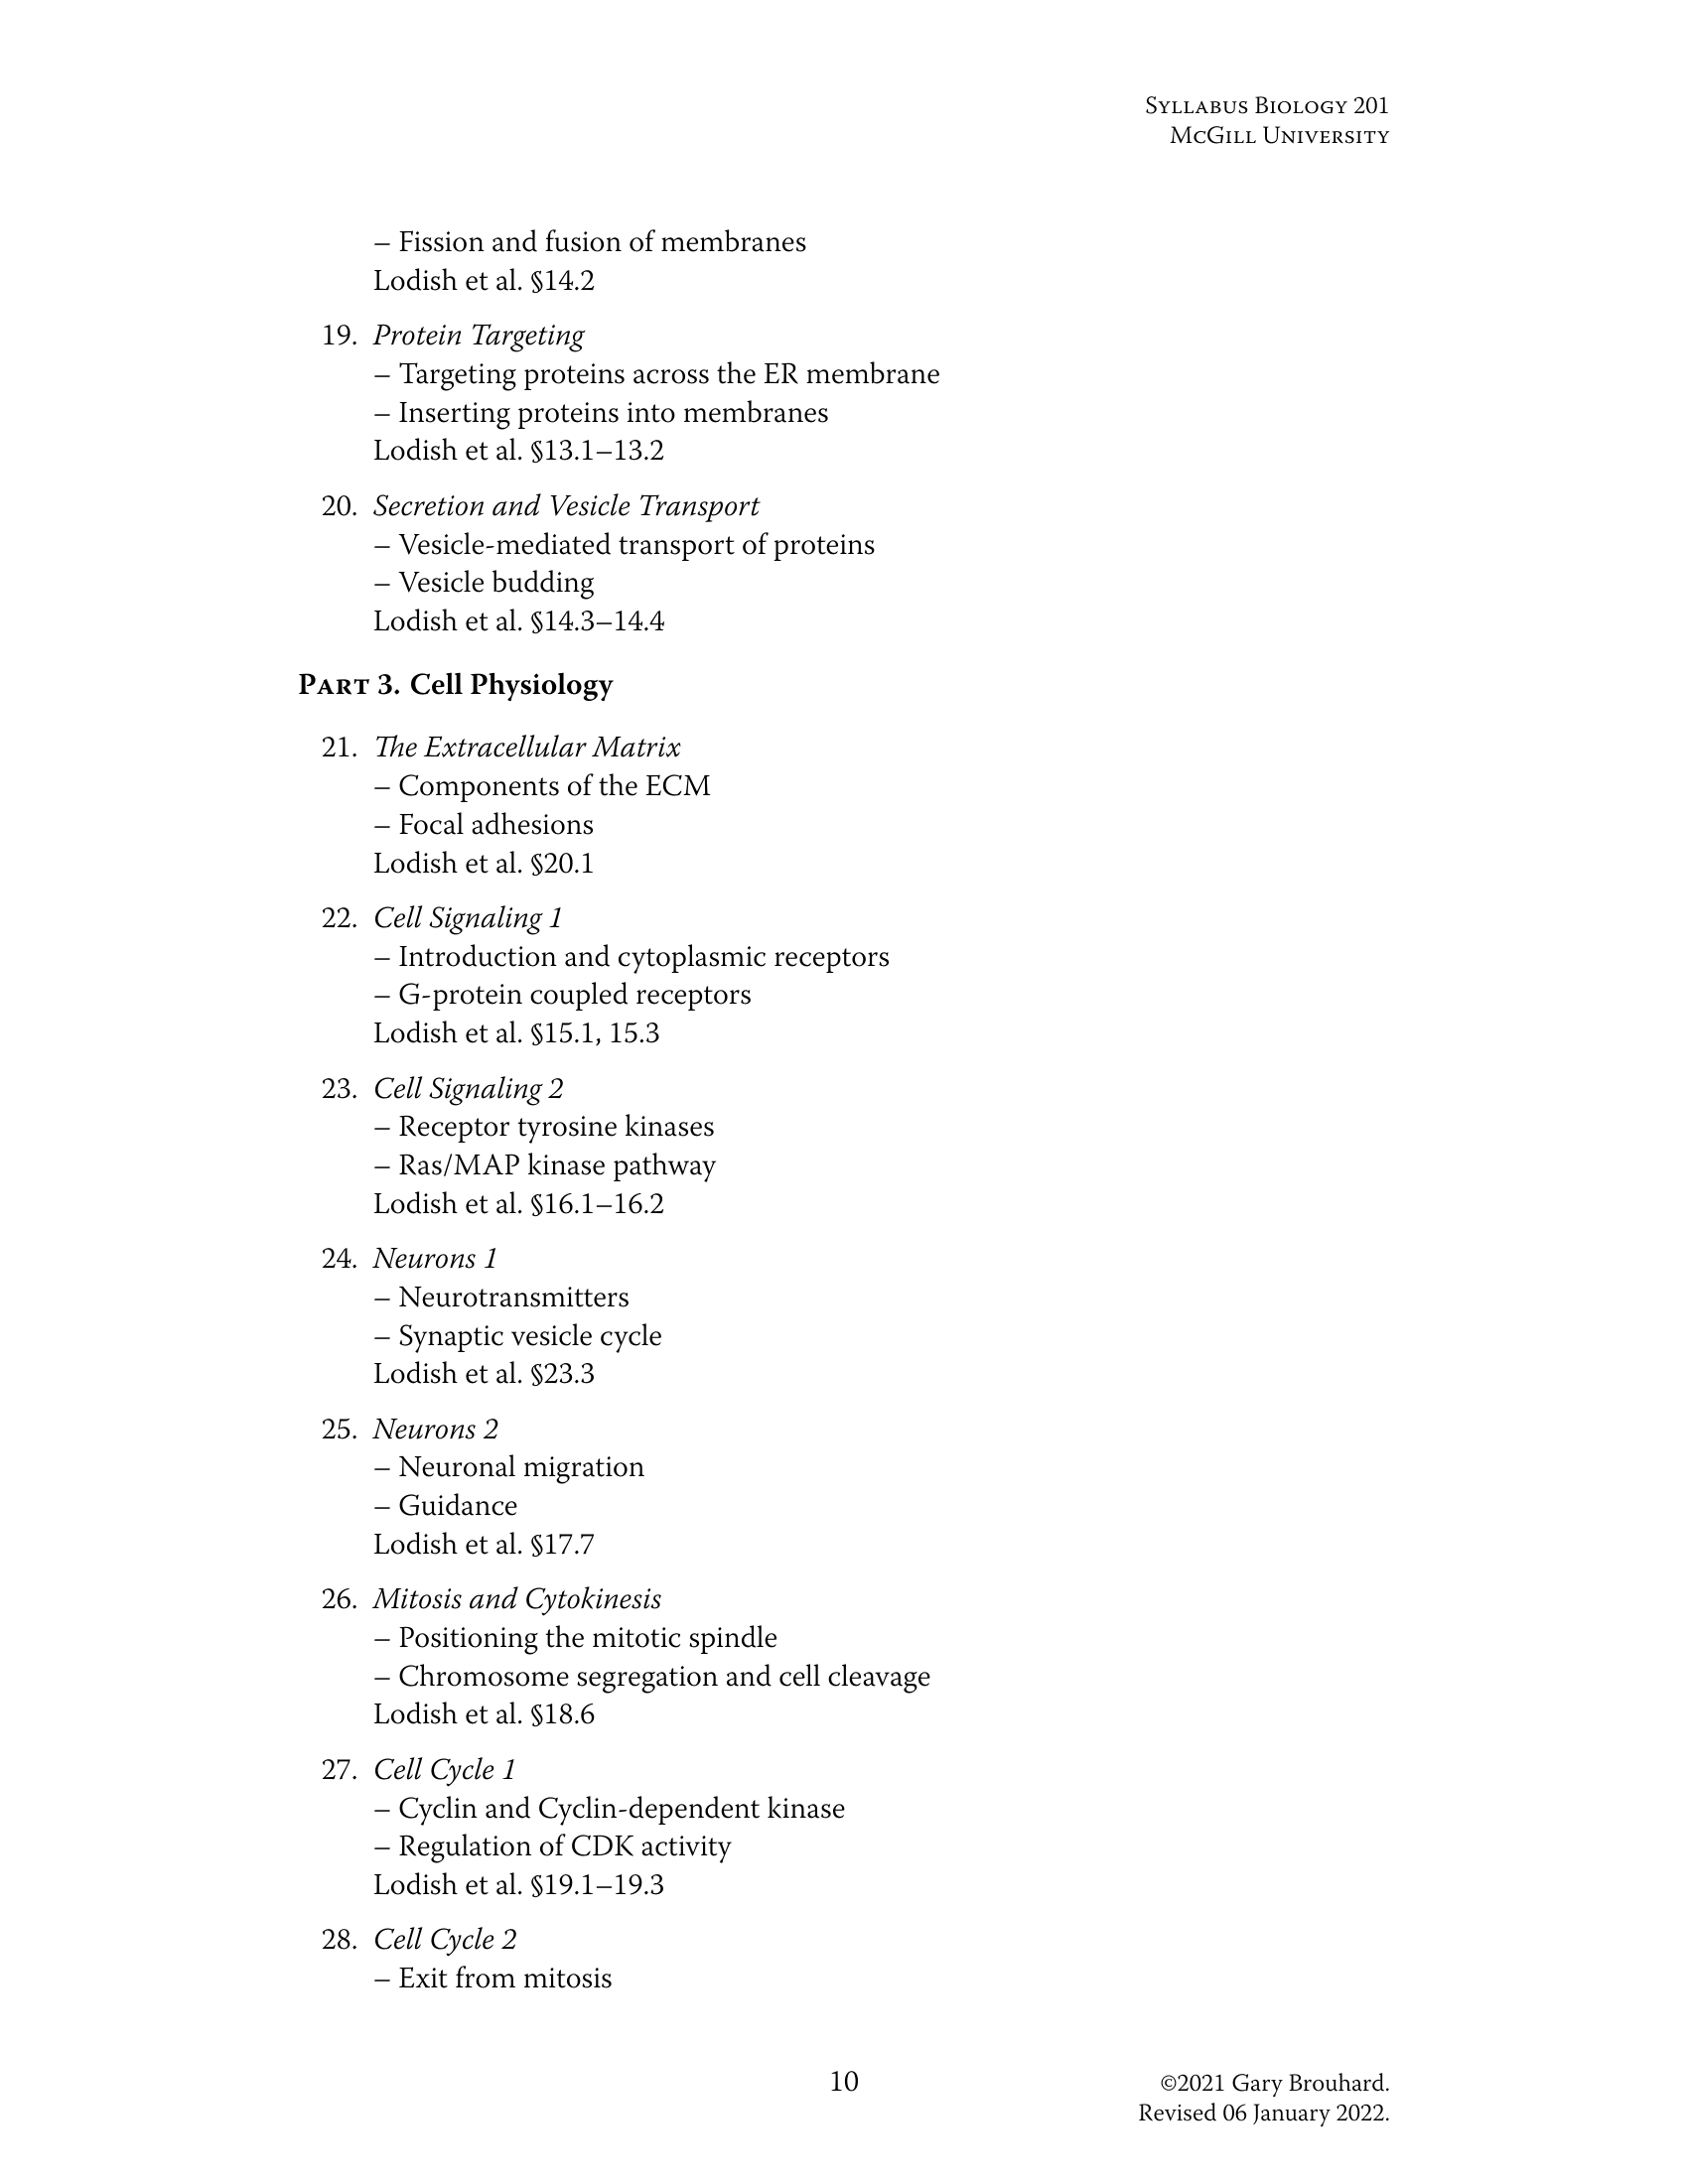 Syllabus Biology 201
McGill University
– Fission and fusion of membranes
Lodish et al. §14.2
19. Protein Targeting
– Targeting proteins across the ER membrane
– Inserting proteins into membranes
Lodish et al. §13.1–13.2
20. Secretion and Vesicle Transport
– Vesicle-mediated transport of proteins
– Vesicle budding
Lodish et al. §14.3–14.4
Part 3. Cell Physiology
21. The Extracellular Matrix
– Components of the ECM
– Focal adhesions
Lodish et al. §20.1
22. Cell Signaling 1
– Introduction and cytoplasmic receptors
– G-protein coupled receptors
Lodish et al. §15.1, 15.3
23. Cell Signaling 2
– Receptor tyrosine kinases
– Ras/MAP kinase pathway
Lodish et al. §16.1–16.2
24. Neurons 1
– Neurotransmitters
– Synaptic vesicle cycle
Lodish et al. §23.3
25. Neurons 2
– Neuronal migration
– Guidance
Lodish et al. §17.7
26. Mitosis and Cytokinesis
– Positioning the mitotic spindle
– Chromosome segregation and cell cleavage
Lodish et al. §18.6
27. Cell Cycle 1
– Cyclin and Cyclin-dependent kinase
– Regulation of CDK activity
Lodish et al. §19.1–19.3
28. Cell Cycle 2
– Exit from mitosis
10
©2021 Gary Brouhard.
Revised 06 January 2022.